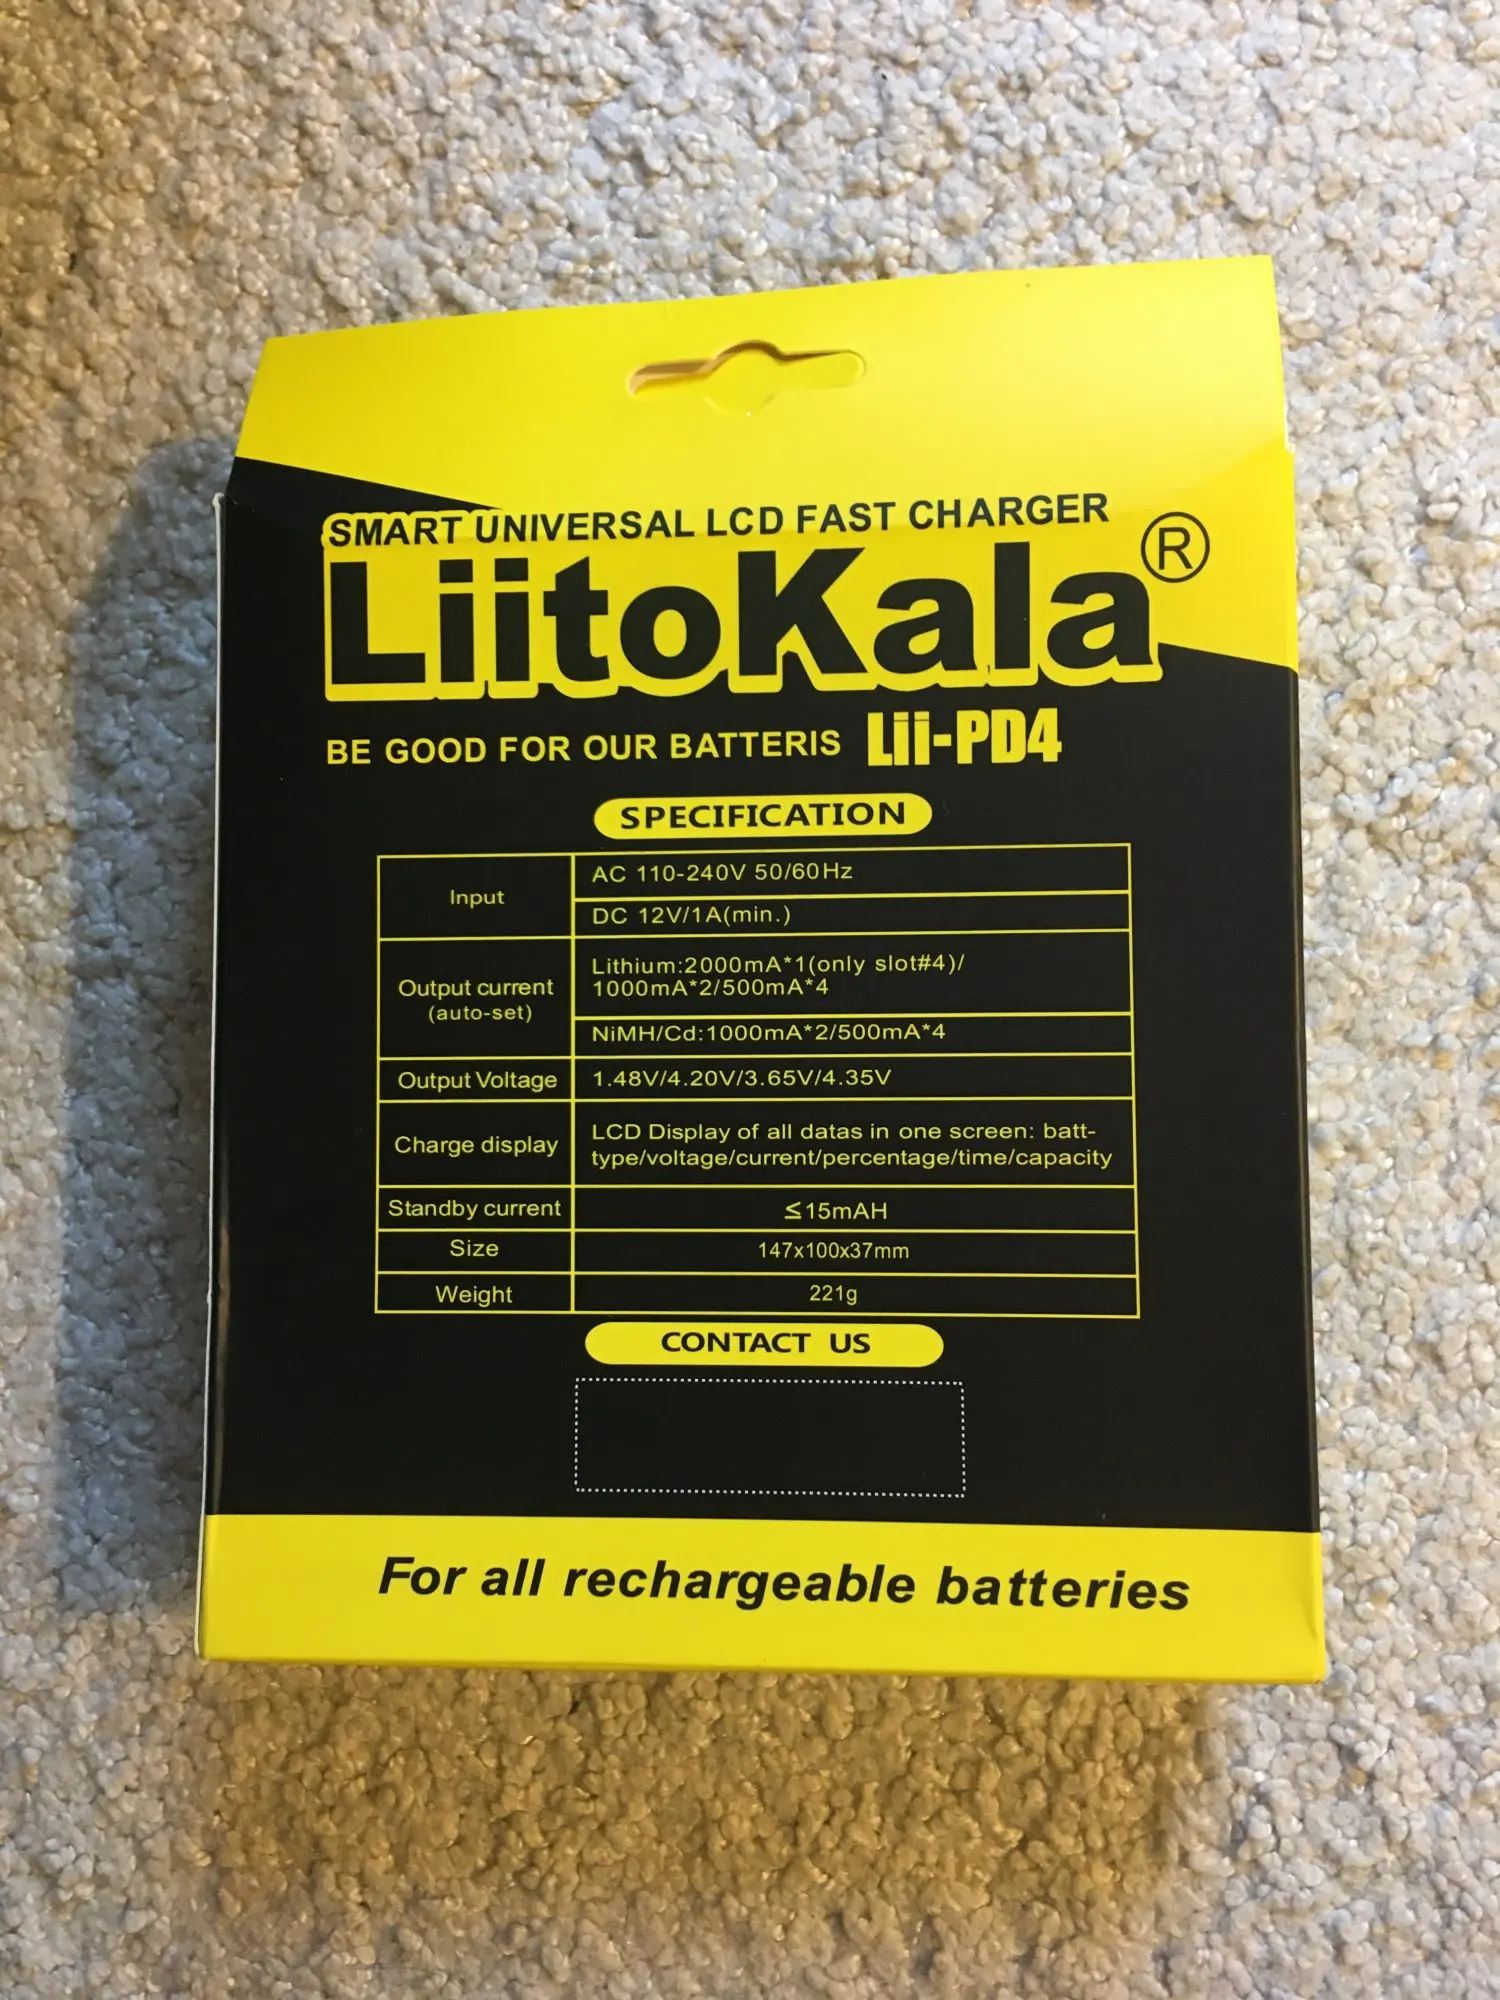 SMART UNIVERSAL LCD FAST CHARGER
LiitoKala®
BE GOOD FOR OUR BATTERIS Lii-PD4
SPECIFICATION
Input
AC 110-240V 50/60Hz
DC 12V/1A(min.)
Output current
(auto-set)
Lithium:2000mA*1(only slot#4)/
1000mA*2/500mA*4
NiMH/Cd:1000mA*2/500mA*4
Output Voltage
1.48V/4.20V/3.65V/4.35V
Charge display
LCD Display of all datas in one screen: batt-
type/voltage/current/percentage/time/capacity
Standby current
≤15mAH
Size
147x100x37mm
Weight
221g
CONTACT US
For all rechargeable batteries